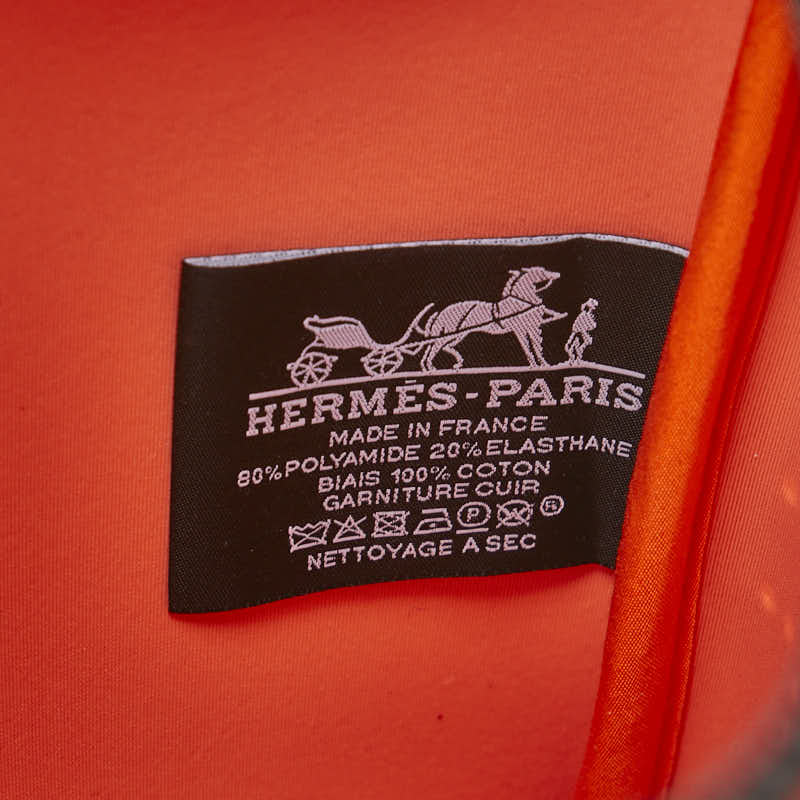 HERMÈS-PARIS
MADE IN FRANCE
80%POLYAMIDE 20%ELASTHANE
BIAIS 100% COTON
GARNITURE CUIR
P ®
NETTOYAGE A SEC